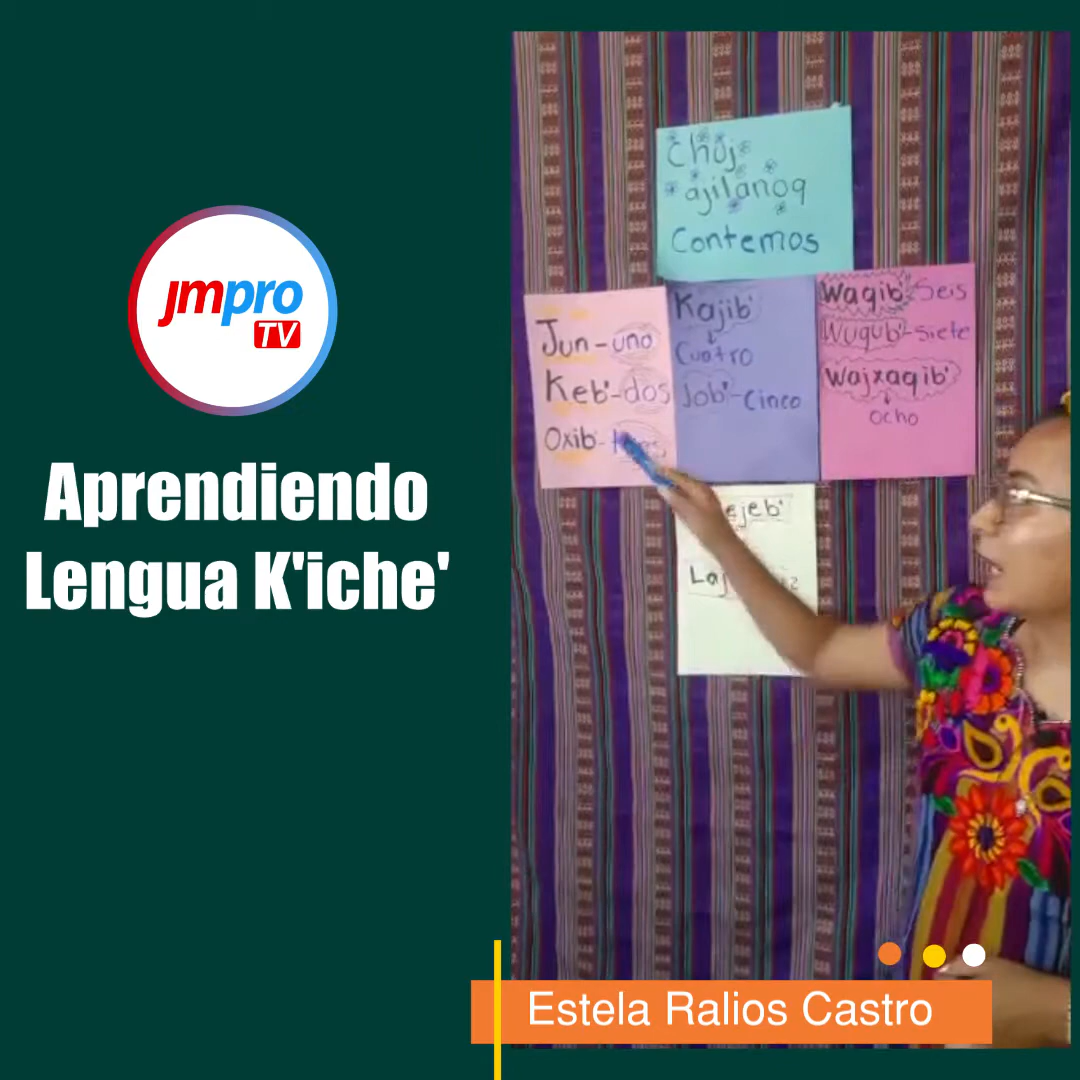 jmpro
TV
Aprendiendo
Lengua K'iche'
Chuj
ajilanoq
Contemos
Jun - uno
Keb' - dos
Oxib' -
Kajib'
Cuatro
Job' - Cinco
Waqib' - Seis
Wuqub' - Siete
Wajxaqib'
ocho
Estela Ralios Castro